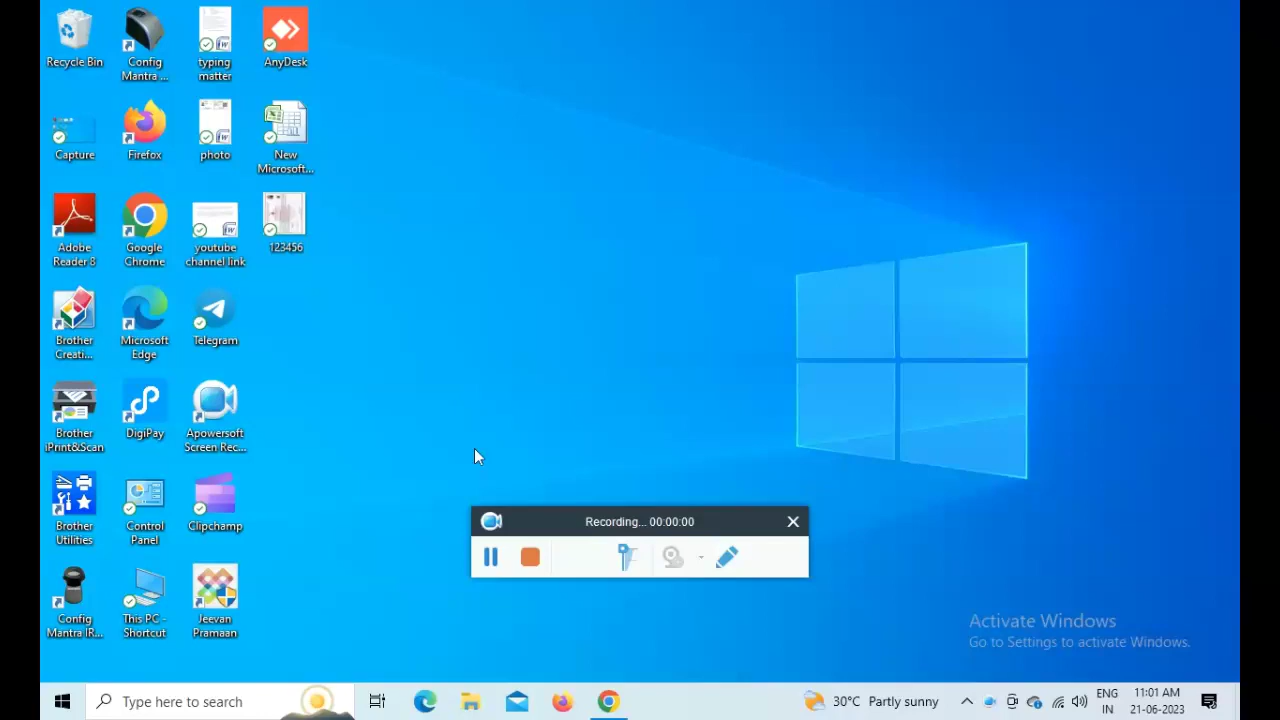 Recycle Bin
Config
Mantra ...
typing
matter
AnyDesk
Capture
Firefox
photo
New
Microsoft...
Adobe
Reader 8
Google
Chrome
youtube
channel link
123456
Brother
Creati...
Microsoft
Edge
Telegram
Brother
iPrint&Scan
DigiPay
Apowersoft
Screen Rec...
Brother
Utilities
Control
Panel
Clipchamp
Config
Mantra IR...
This PC -
Shortcut
Jeevan
Pramaan
Recording... 00:00:00
Activate Windows
Go to Settings to activate Windows.
Type here to search
30°C Partly sunny
ENG
IN
11:01 AM
21-06-2023